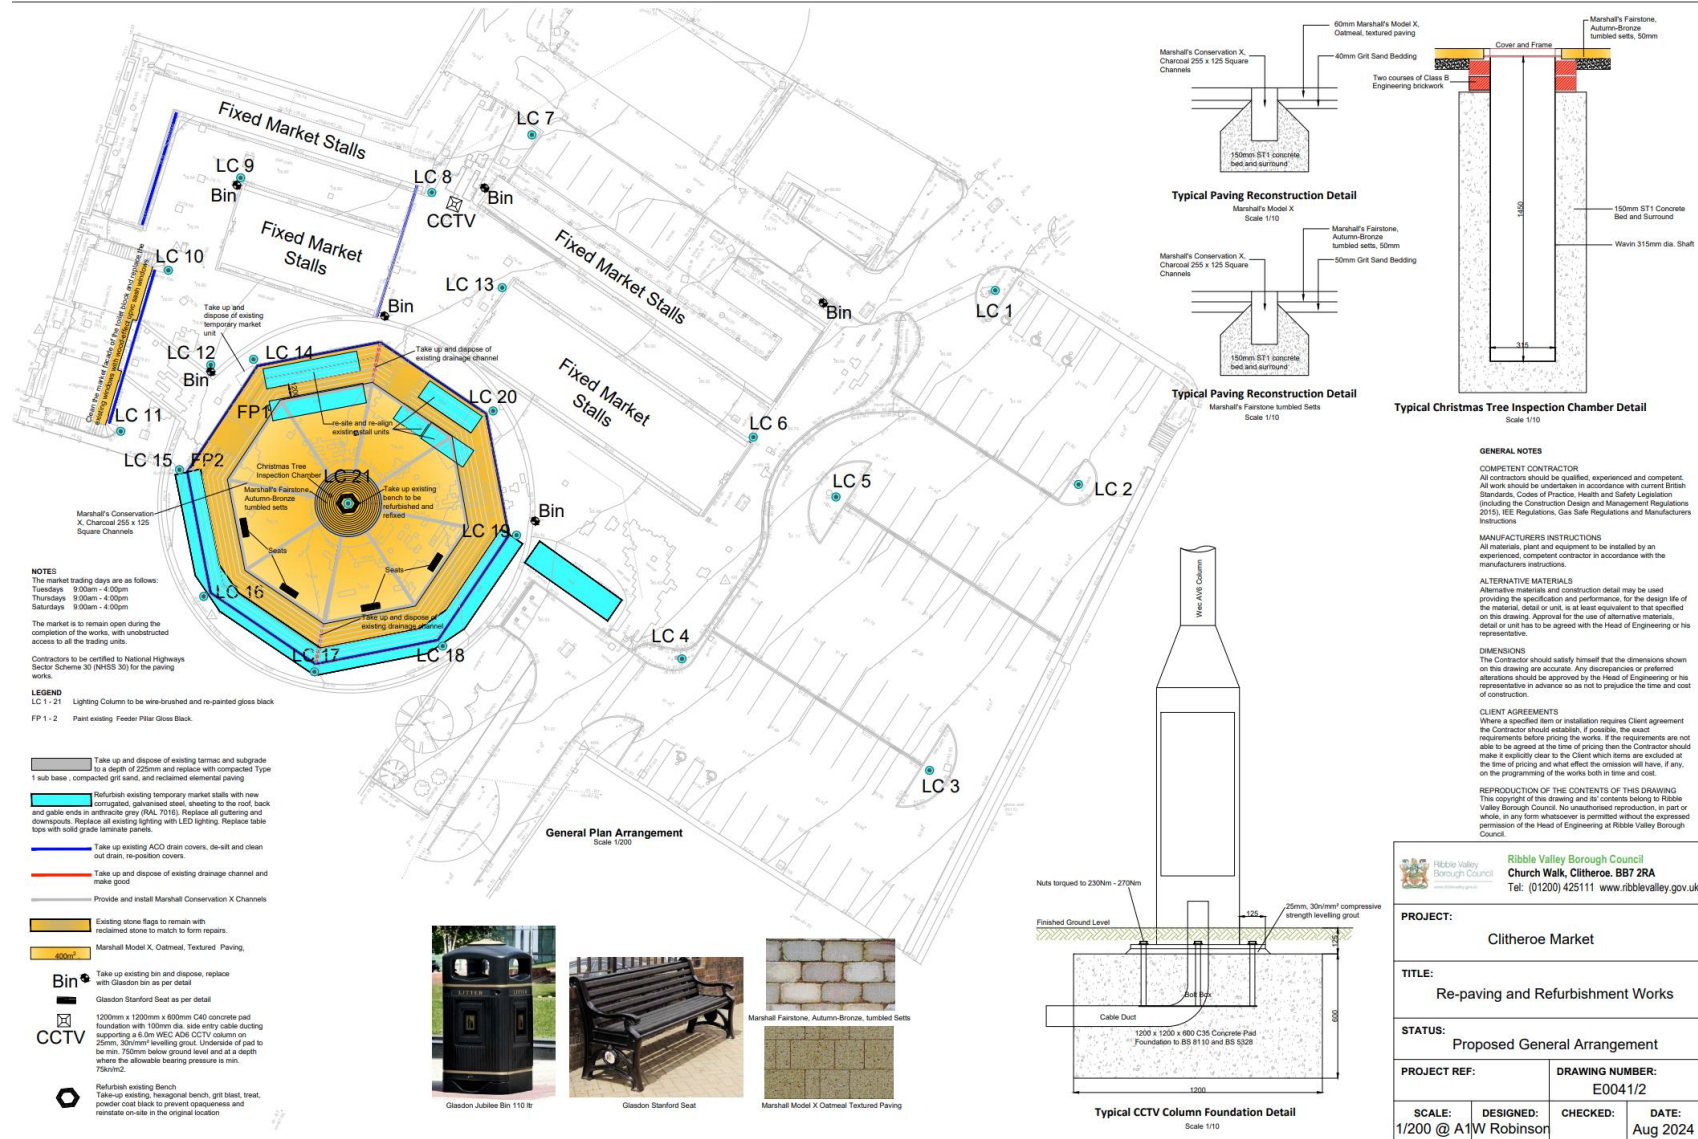 Fixed Market Stalls
LC 7
LC 9
Bin
LC 8
CCTV
Bin
Fixed Market
Stalls
Fixed Market Stalls
LC 10
LC 13
LC 1
Bin
Bin
Clean the market facade of the toilet block and replace the
existing windows with wood effect upvc sash windows
Take up and
dispose of existing
temporary market
unit
LC 12
Bin
LC 14
Take up and dispose of
existing drainage channel
Fixed Market
Stalls
LC 11
FP1
LC 20
re-site and re-align
existing stall units
LC 6
LC 15
FP2
Christmas Tree
Inspection Chamber
LC 21
Marshall's Fairstone,
Autumn-Bronze
tumbled setts
Take up existing
bench to be
refurbished and
refixed
LC 5
LC 2
Marshall's Conservation
X, Charcoal 255 x 125
Square Channels
Bin
LC 19
Seats
Seats
LC 16
Take up and dispose of
existing drainage channel
LC 17
LC 18
LC 4
LC 3
General Plan Arrangement
Scale 1/200
NOTES
The market trading days are as follows:
Tuesdays 9:00am - 4:00pm
Thursdays 9:00am - 4:00pm
Saturdays 9:00am - 4:00pm
The market is to remain open during the
completion of the works, with unobstructed
access to all the trading units.
Contractors to be certified to National Highways
Sector Scheme 30 (NHSS 30) for the paving
works.
LEGEND
LC 1 - 21 Lighting Column to be wire-brushed and re-painted gloss black
FP 1 - 2 Paint existing Feeder Pillar Gloss Black.
Take up and dispose of existing tarmac and subgrade
to a depth of 225mm and replace with compacted Type
1 sub base , compacted grit sand, and reclaimed elemental paving
Refurbish existing temporary market stalls with new
corrugated, galvanised steel, sheeting to the roof, back
and gable ends in anthracite grey (RAL 7016). Replace all guttering and
downspouts. Replace all existing lighting with LED lighting. Replace table
tops with solid grade laminate panels.
Take up existing ACO drain covers, de-silt and clean
out drain, re-position covers.
Take up and dispose of existing drainage channel and
make good
Provide and install Marshall Conservation X Channels
Existing stone flags to remain with
reclaimed stone to match to form repairs.
400m²
Marshall Model X, Oatmeal, Textured Paving,
Bin
Take up existing bin and dispose, replace
with Glasdon bin as per detail
Glasdon Stanford Seat as per detail
CCTV
1200mm x 1200mm x 600mm C40 concrete pad
foundation with 100mm dia. side entry cable ducting
supporting a 6.0m WEC AD6 CCTV column on
25mm, 30n/mm² levelling grout. Underside of pad to
be min. 750mm below ground level and at a depth
where the allowable bearing pressure is min.
75kn/m2.
Refurbish existing Bench
Take-up existing, hexagonal bench, grit blast, treat,
powder coat black to prevent opaqueness and
reinstate on-site in the original location
LITTER
Glasdon Jubilee Bin 110 ltr
Glasdon Stanford Seat
Marshall Fairstone, Autumn-Bronze, tumbled Setts
Marshall Model X Oatmeal Textured Paving
60mm Marshall's Model X,
Oatmeal, textured paving
Marshall's Conservation X,
Charcoal 255 x 125 Square
Channels
40mm Grit Sand Bedding
150mm ST1 concrete
bed and surround
Typical Paving Reconstruction Detail
Marshall's Model X
Scale 1/10
Marshall's Fairstone,
Autumn-Bronze
tumbled setts, 50mm
Marshall's Conservation X,
Charcoal 255 x 125 Square
Channels
50mm Grit Sand Bedding
150mm ST1 concrete
bed and surround
Typical Paving Reconstruction Detail
Marshall's Fairstone tumbled Setts
Scale 1/10
Marshall's Fairstone,
Autumn-Bronze
tumbled setts, 50mm
Cover and Frame
Two courses of Class B
Engineering brickwork
1450
150mm ST1 Concrete
Bed and Surround
Wavin 315mm dia. Shaft
315
Typical Christmas Tree Inspection Chamber Detail
Scale 1/10
Wec AV6 Column
Nuts torqued to 230Nm - 270Nm
25mm, 30n/mm² compressive
strength levelling grout
125
Finished Ground Level
125
Bolt Box
Cable Duct
1200 x 1200 x 600 C35 Concrete Pad
Foundation to BS 8110 and BS 5328
600
1200
Typical CCTV Column Foundation Detail
Scale 1/10
GENERAL NOTES
COMPETENT CONTRACTOR
All contractors should be qualified, experienced and competent.
All work should be undertaken in accordance with current British
Standards, Codes of Practice, Health and Safety Legislation
(including the Construction Design and Management Regulations
2015), IEE Regulations, Gas Safe Regulations and Manufacturers
Instructions
MANUFACTURERS INSTRUCTIONS
All materials, plant and equipment to be installed by an
experienced, competent contractor in accordance with the
manufacturers instructions.
ALTERNATIVE MATERIALS
Alternative materials and construction detail may be used
providing the specification and performance, for the design life of
the material, detail or unit, is at least equivalent to that specified
on this drawing. Approval for the use of alternative materials,
detail or unit has to be agreed with the Head of Engineering or his
representative.
DIMENSIONS
The Contractor should satisfy himself that the dimensions shown
on this drawing are accurate. Any discrepancies or preferred
alterations should be approved by the Head of Engineering or his
representative in advance so as not to prejudice the time and cost
of construction.
CLIENT AGREEMENTS
Where a specified item or installation requires Client agreement
the Contractor should establish, if possible, the exact
requirements before pricing the works. If the requirements are not
able to be agreed at the time of pricing then the Contractor should
make it explicitly clear to the Client which items are excluded at
the time of pricing and what effect the omission will have, if any,
on the programming of the works both in time and cost.
REPRODUCTION OF THE CONTENTS OF THIS DRAWING
This copyright of this drawing and its' contents belong to Ribble
Valley Borough Council. No unauthorised reproduction, in part or
whole, in any form whatsoever is permitted without the expressed
permission of the Head of Engineering at Ribble Valley Borough
Council.
Ribble Valley
Borough Council
www.ribblevalley.gov.uk
Ribble Valley Borough Council
Church Walk, Clitheroe. BB7 2RA
Tel: (01200) 425111 www.ribblevalley.gov.uk
PROJECT:
Clitheroe Market
TITLE:
Re-paving and Refurbishment Works
STATUS:
Proposed General Arrangement
PROJECT REF:
DRAWING NUMBER:
E0041/2
SCALE:
1/200 @ A1
DESIGNED:
W Robinson
CHECKED:
DATE:
Aug 2024